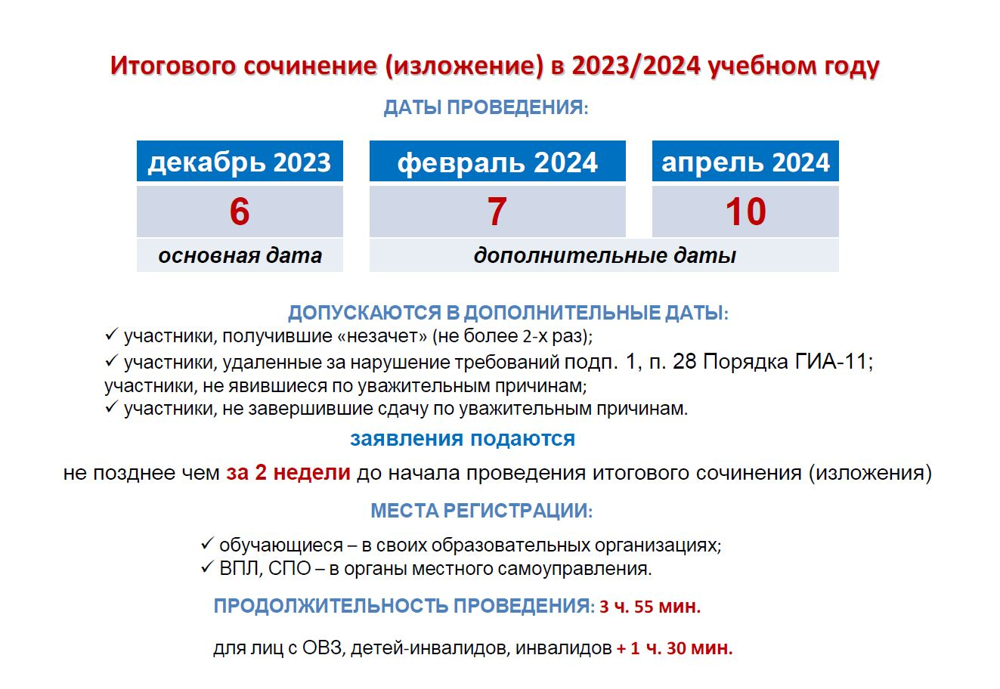 Итогового сочинение (изложение) в 2023/2024 учебном году
ДАТЫ ПРОВЕДЕНИЯ:
декабрь 2023 февраль 2024 апрель 2024
6 7 10
основная дата дополнительные даты
ДОПУСКАЮТСЯ В ДОПОЛНИТЕЛЬНЫЕ ДАТЫ:
✓ участники, получившие «незачет» (не более 2-х раз);
✓ участники, удаленные за нарушение требований подп. 1, п. 28 Порядка ГИА-11;
участники, не явившиеся по уважительным причинам;
✓ участники, не завершившие сдачу по уважительным причинам.
заявления подаются
не позднее чем за 2 недели до начала проведения итогового сочинения (изложения)
МЕСТА РЕГИСТРАЦИИ:
✓ обучающиеся – в своих образовательных организациях;
✓ ВПЛ, СПО – в органы местного самоуправления.
ПРОДОЛЖИТЕЛЬНОСТЬ ПРОВЕДЕНИЯ: 3 ч. 55 мин.
для лиц с ОВЗ, детей-инвалидов, инвалидов + 1 ч. 30 мин.